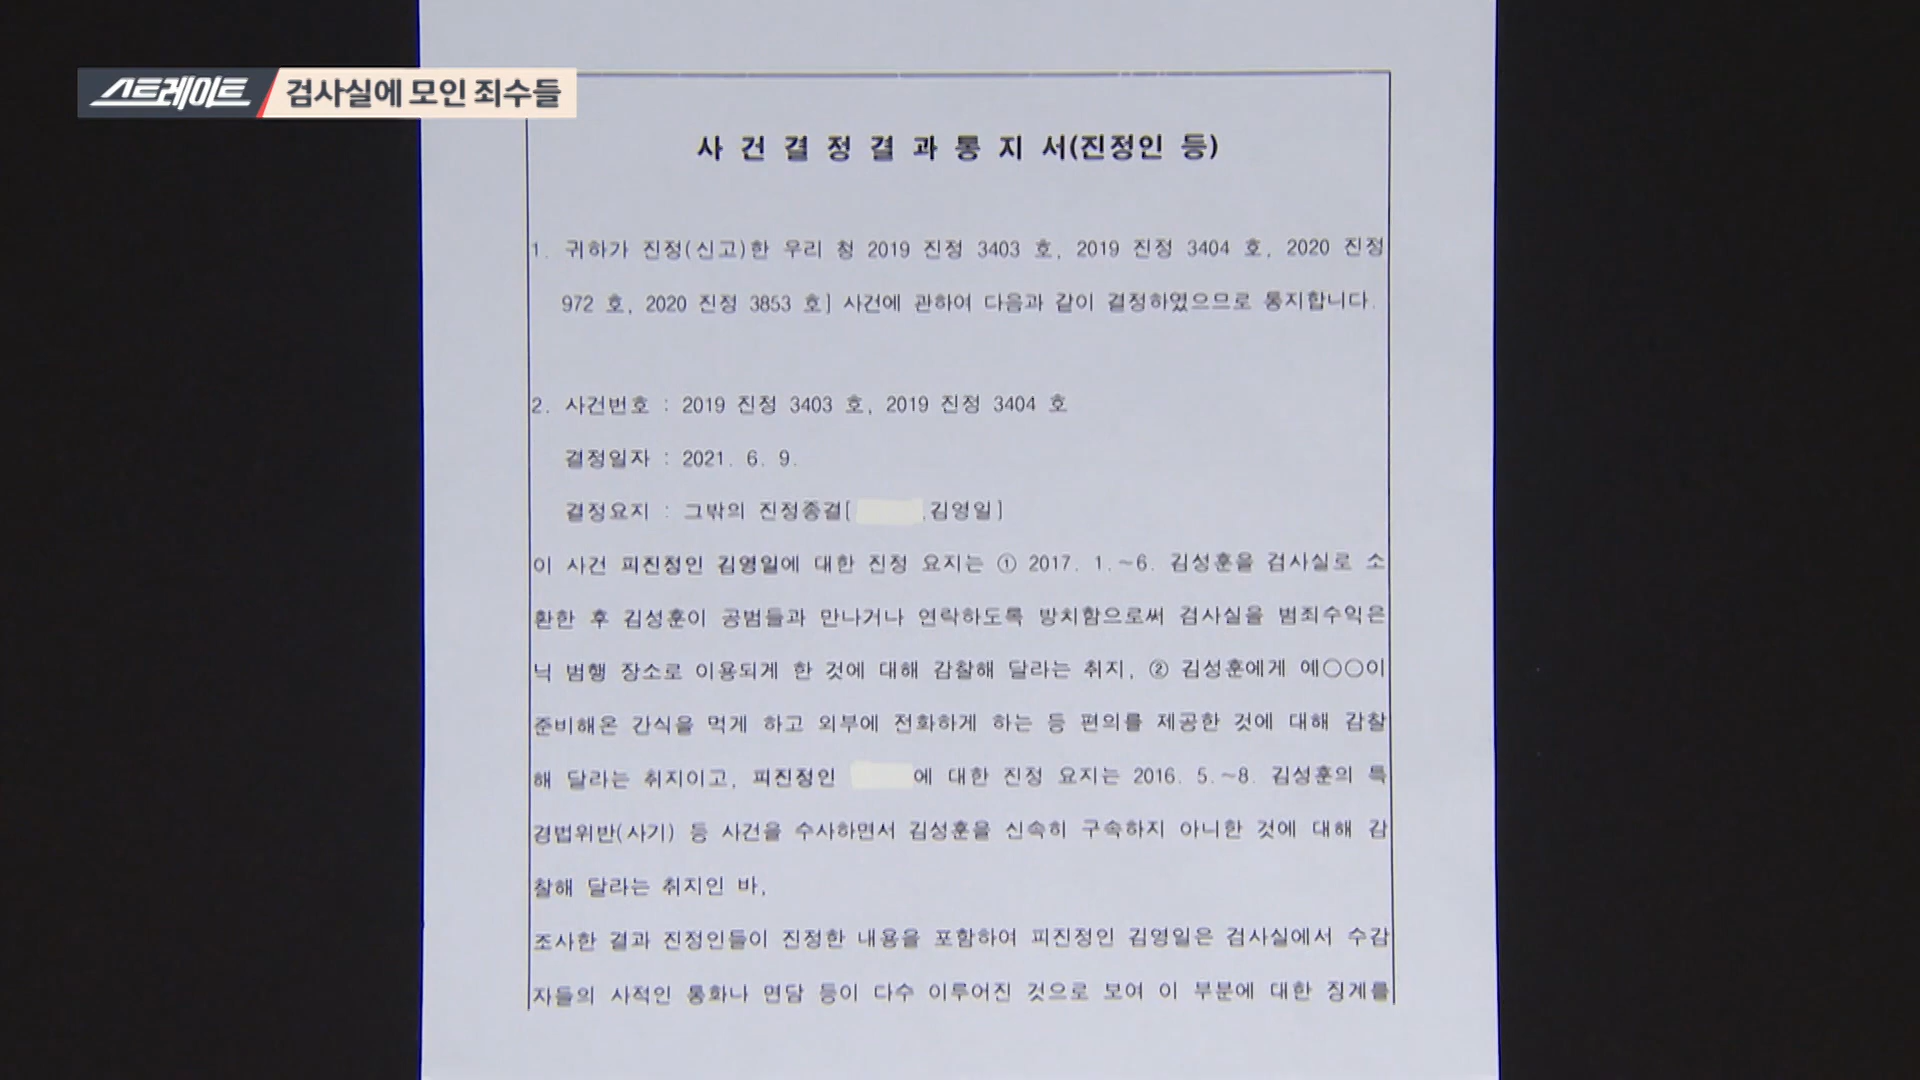 스트레이트 검사실에 모인 죄수들
사 건 결 정 결 과 통 지 서(진정인 등)
1. 귀하가 진정(신고)한 우리 청 2019 진정 3403 호, 2019 진정 3404 호, 2020 진정
972 호, 2020 진정 3853 호] 사건에 관하여 다음과 같이 결정하였으므로 통지합니다.
2. 사건번호 : 2019 진정 3403 호, 2019 진정 3404 호
결정일자 : 2021. 6. 9.
결정요지 : 그밖의 진정종결[ ,김영일]
이 사건 피진정인 김영일에 대한 진정 요지는 ① 2017. 1.~6. 김성훈을 검사실로 소
환한 후 김성훈이 공범들과 만나거나 연락하도록 방치함으로써 검사실을 범죄수익은
닉 범행 장소로 이용되게 한 것에 대해 감찰해 달라는 취지, ② 김성훈에게 예○○이
준비해온 간식을 먹게 하고 외부에 전화하게 하는 등 편의를 제공한 것에 대해 감찰
해 달라는 취지이고, 피진정인 에 대한 진정 요지는 2016. 5.~8. 김성훈의 특
경법위반(사기) 등 사건을 수사하면서 김성훈을 신속히 구속하지 아니한 것에 대해 감
찰해 달라는 취지인 바,
조사한 결과 진정인들이 진정한 내용을 포함하여 피진정인 김영일은 검사실에서 수감
자들의 사적인 통화나 면담 등이 다수 이루어진 것으로 보여 이 부분에 대한 징계를